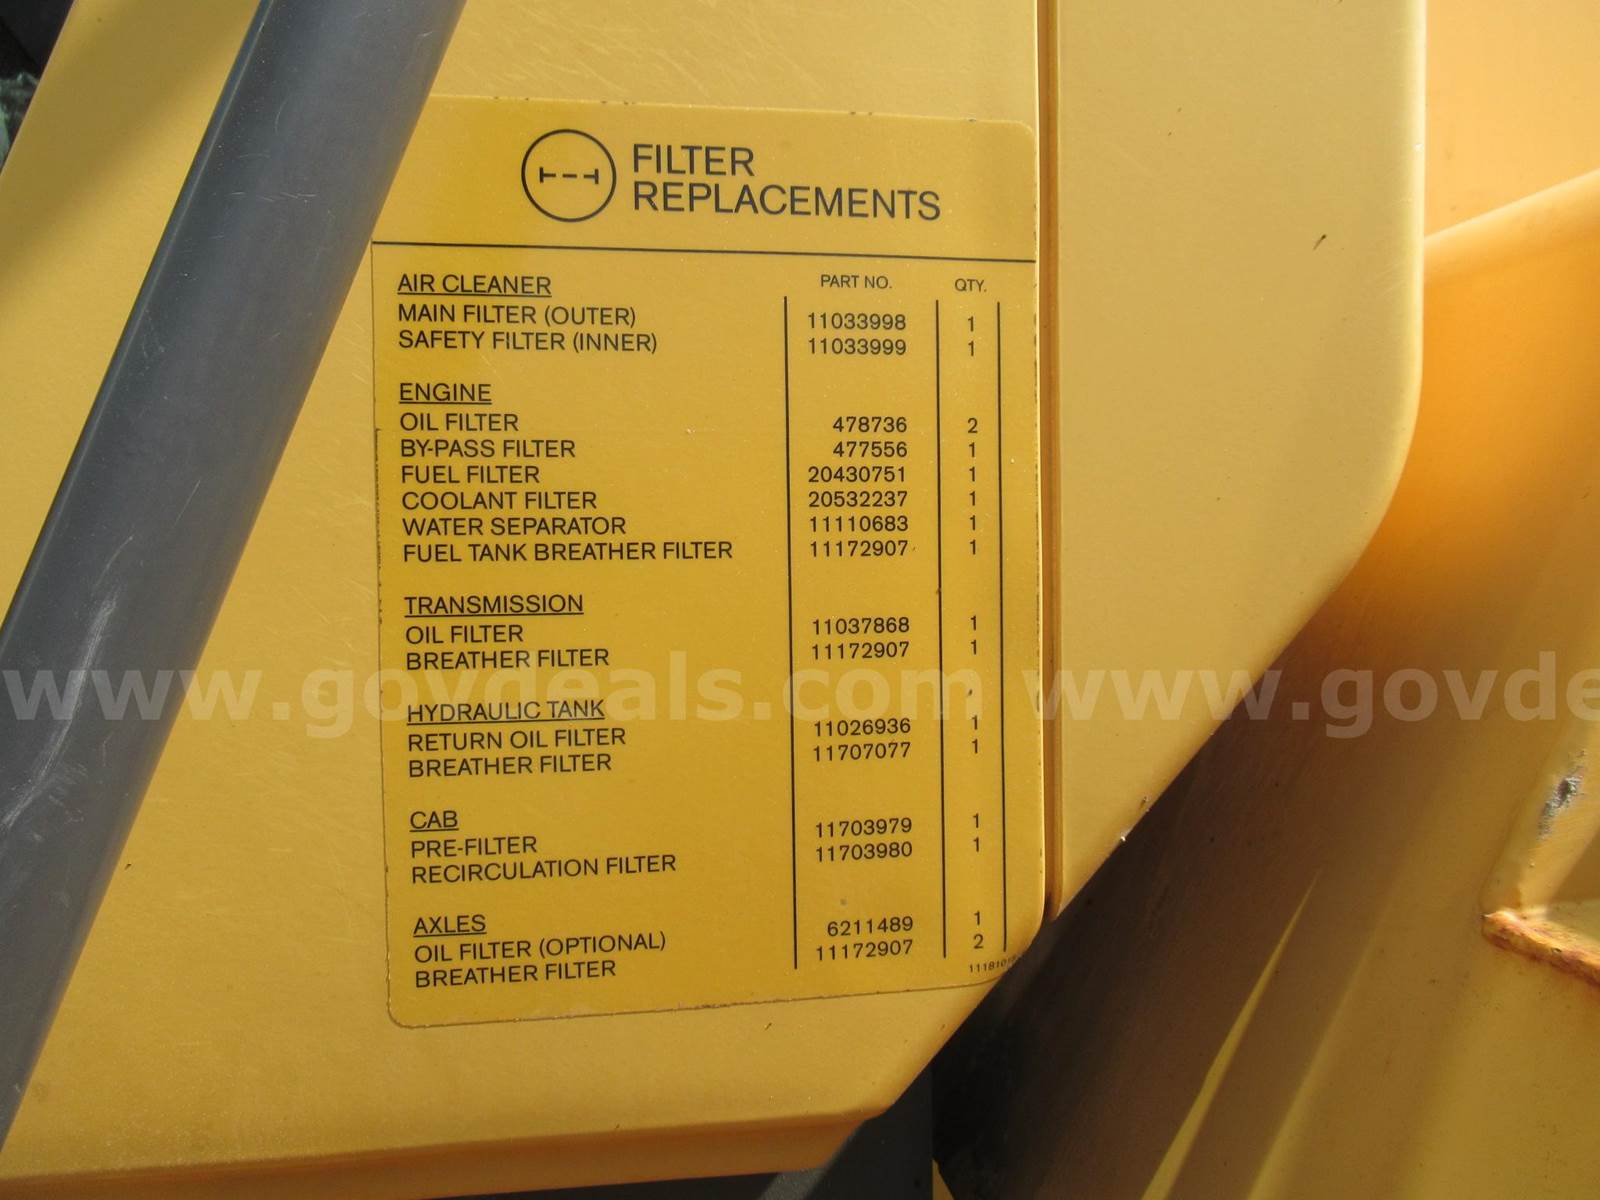 FILTER
REPLACEMENTS
AIR CLEANER PART NO. QTY.
MAIN FILTER (OUTER) 11033998 1
SAFETY FILTER (INNER) 11033999 1
ENGINE
OIL FILTER 478736 2
BY-PASS FILTER 477556 1
FUEL FILTER 20430751 1
COOLANT FILTER 20532237 1
WATER SEPARATOR 11110683 1
FUEL TANK BREATHER FILTER 11172907 1
TRANSMISSION
OIL FILTER 11037868 1
BREATHER FILTER 11172907 1
www.govdeals.com www.govde
HYDRAULIC TANK
RETURN OIL FILTER 11026936 1
BREATHER FILTER 11707077 1
CAB
PRE-FILTER 11703979 1
RECIRCULATION FILTER 11703980 1
AXLES
OIL FILTER (OPTIONAL) 6211489 1
BREATHER FILTER 11172907 2